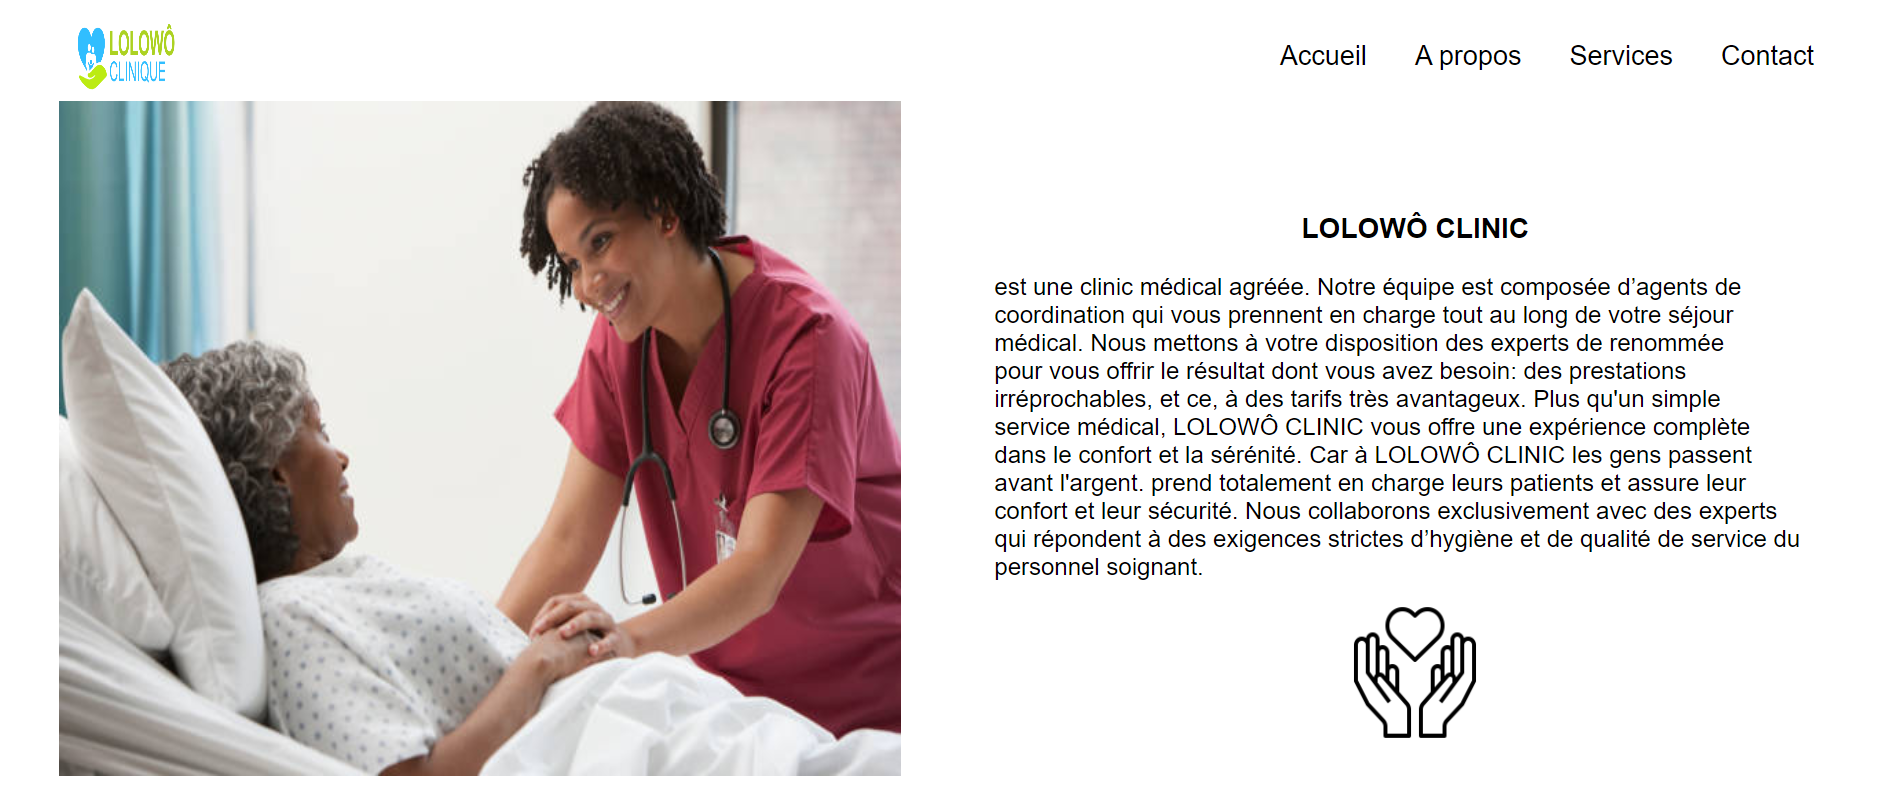 LOLOWÔ
CLINIQUE
Accueil A propos Services Contact
LOLOWÔ CLINIC
est une clinic médical agréée. Notre équipe est composée d’agents de
coordination qui vous prennent en charge tout au long de votre séjour
médical. Nous mettons à votre disposition des experts de renommée
pour vous offrir le résultat dont vous avez besoin: des prestations
irréprochables, et ce, à des tarifs très avantageux. Plus qu'un simple
service médical, LOLOWÔ CLINIC vous offre une expérience complète
dans le confort et la sérénité. Car à LOLOWÔ CLINIC les gens passent
avant l'argent. prend totalement en charge leurs patients et assure leur
confort et leur sécurité. Nous collaborons exclusivement avec des experts
qui répondent à des exigences strictes d’hygiène et de qualité de service du
personnel soignant.